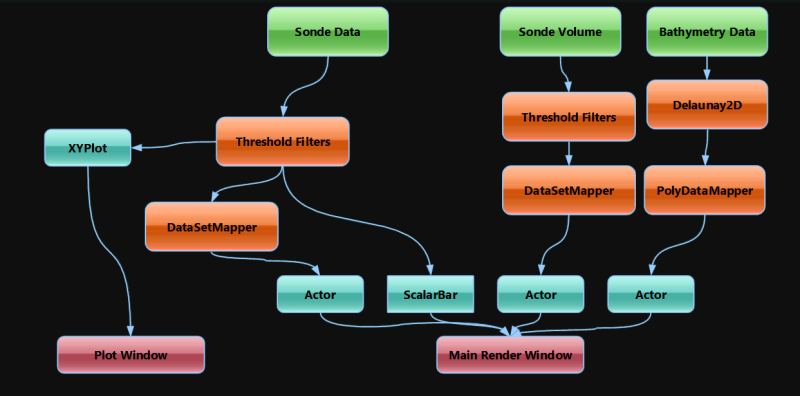 Sonde Data
Sonde Volume
Bathymetry Data
Delaunay2D
Threshold Filters
Threshold Filters
XYPlot
DataSetMapper
PolyDataMapper
DataSetMapper
Actor
ScalarBar
Actor
Actor
Plot Window
Main Render Window